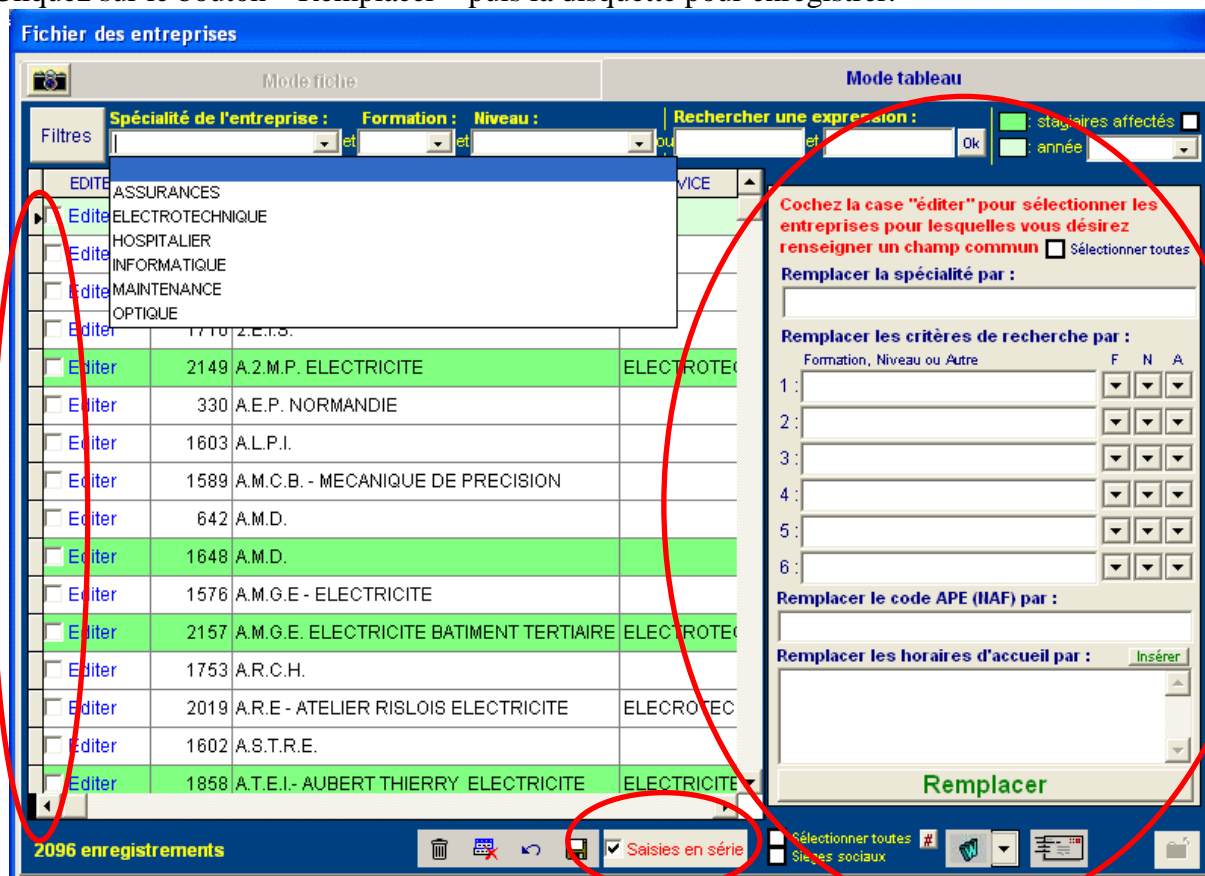 Cliquez sur le bouton « Remplacer » puis la disquette pour enregistrer.
Fichier des entreprises
Mode fiche
Mode tableau
Filtres
Spécialité de l'entreprise :
Formation :
Niveau :
Rechercher une expression :
et
et
ou
et
Ok
: stagiaires affectés
: année
ASSURANCES
ELECTROTECHNIQUE
HOSPITALIER
INFORMATIQUE
MAINTENANCE
OPTIQUE
EDITE
VICE
Edite
Edite
Edite
Editer 1710 2.E.I.S.
Editer 2149 A.2.M.P. ELECTRICITE ELECTROTEC
Editer 330 A.E.P. NORMANDIE
Editer 1603 A.L.P.I.
Editer 1589 A.M.C.B. - MECANIQUE DE PRECISION
Editer 642 A.M.D.
Editer 1648 A.M.D.
Editer 1576 A.M.G.E - ELECTRICITE
Editer 2157 A.M.G.E. ELECTRICITE BATIMENT TERTIAIRE ELECTROTEC
Editer 1753 A.R.C.H.
Editer 2019 A.R.E - ATELIER RISLOIS ELECTRICITE ELECROTEC
Editer 1602 A.S.T.R.E.
Editer 1858 A.T.E.I.- AUBERT THIERRY ELECTRICITE ELECTRICITE
Cochez la case "éditer" pour sélectionner les
entreprises pour lesquelles vous désirez
renseigner un champ commun Sélectionner toutes
Remplacer la spécialité par :
Remplacer les critères de recherche par :
Formation, Niveau ou Autre F N A
1 :
2 :
3 :
4 :
5 :
6 :
Remplacer le code APE (NAF) par :
Remplacer les horaires d'accueil par : Insérer
Remplacer
2096 enregistrements
Saisies en série
Sélectionner toutes #
Sièges sociaux